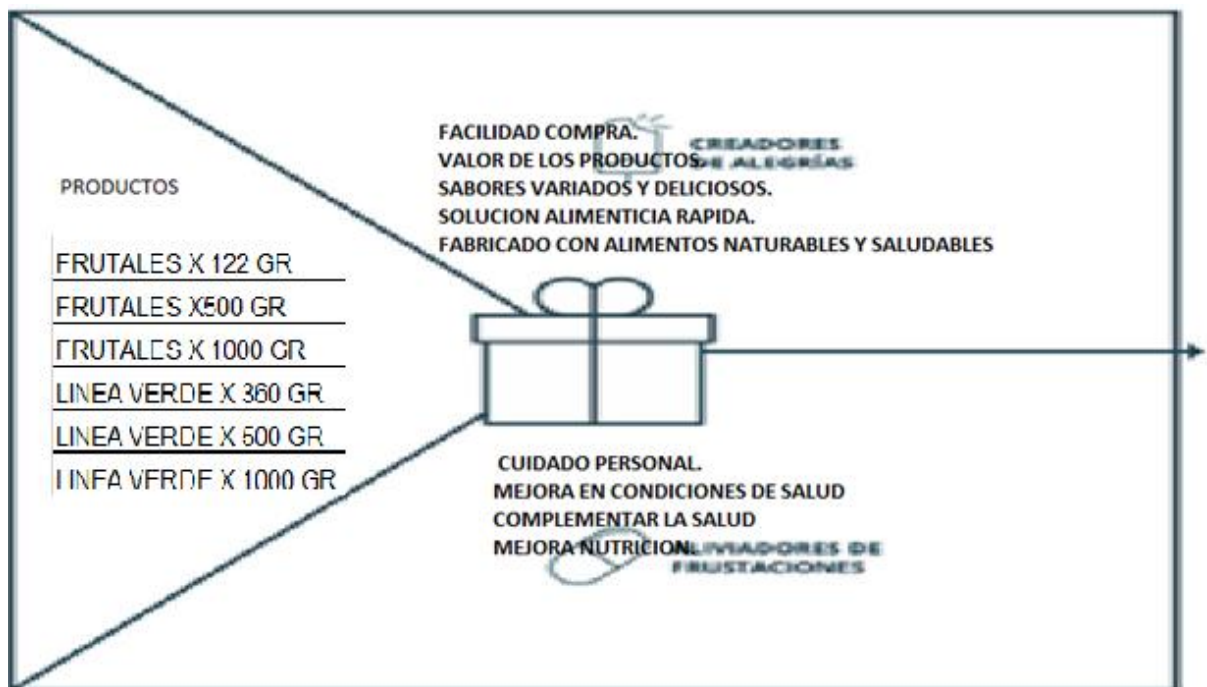 PRODUCTOS
FRUTALES X 122 GR
FRUTALES X500 GR
FRUTALES X 1000 GR
LINEA VERDE X 360 GR
LINEA VERDE X 500 GR
LINEA VERDE X 1000 GR
FACILIDAD COMPRA.
VALOR DE LOS PRODUCTOS.
SABORES VARIADOS Y DELICIOSOS.
SOLUCION ALIMENTICIA RAPIDA.
FABRICADO CON ALIMENTOS NATURABLES Y SALUDABLES
CREADORES
DE ALEGRÍAS
CUIDADO PERSONAL.
MEJORA EN CONDICIONES DE SALUD
COMPLEMENTAR LA SALUD
MEJORA NUTRICION.
ALIVIADORES DE
FRUSTACIONES